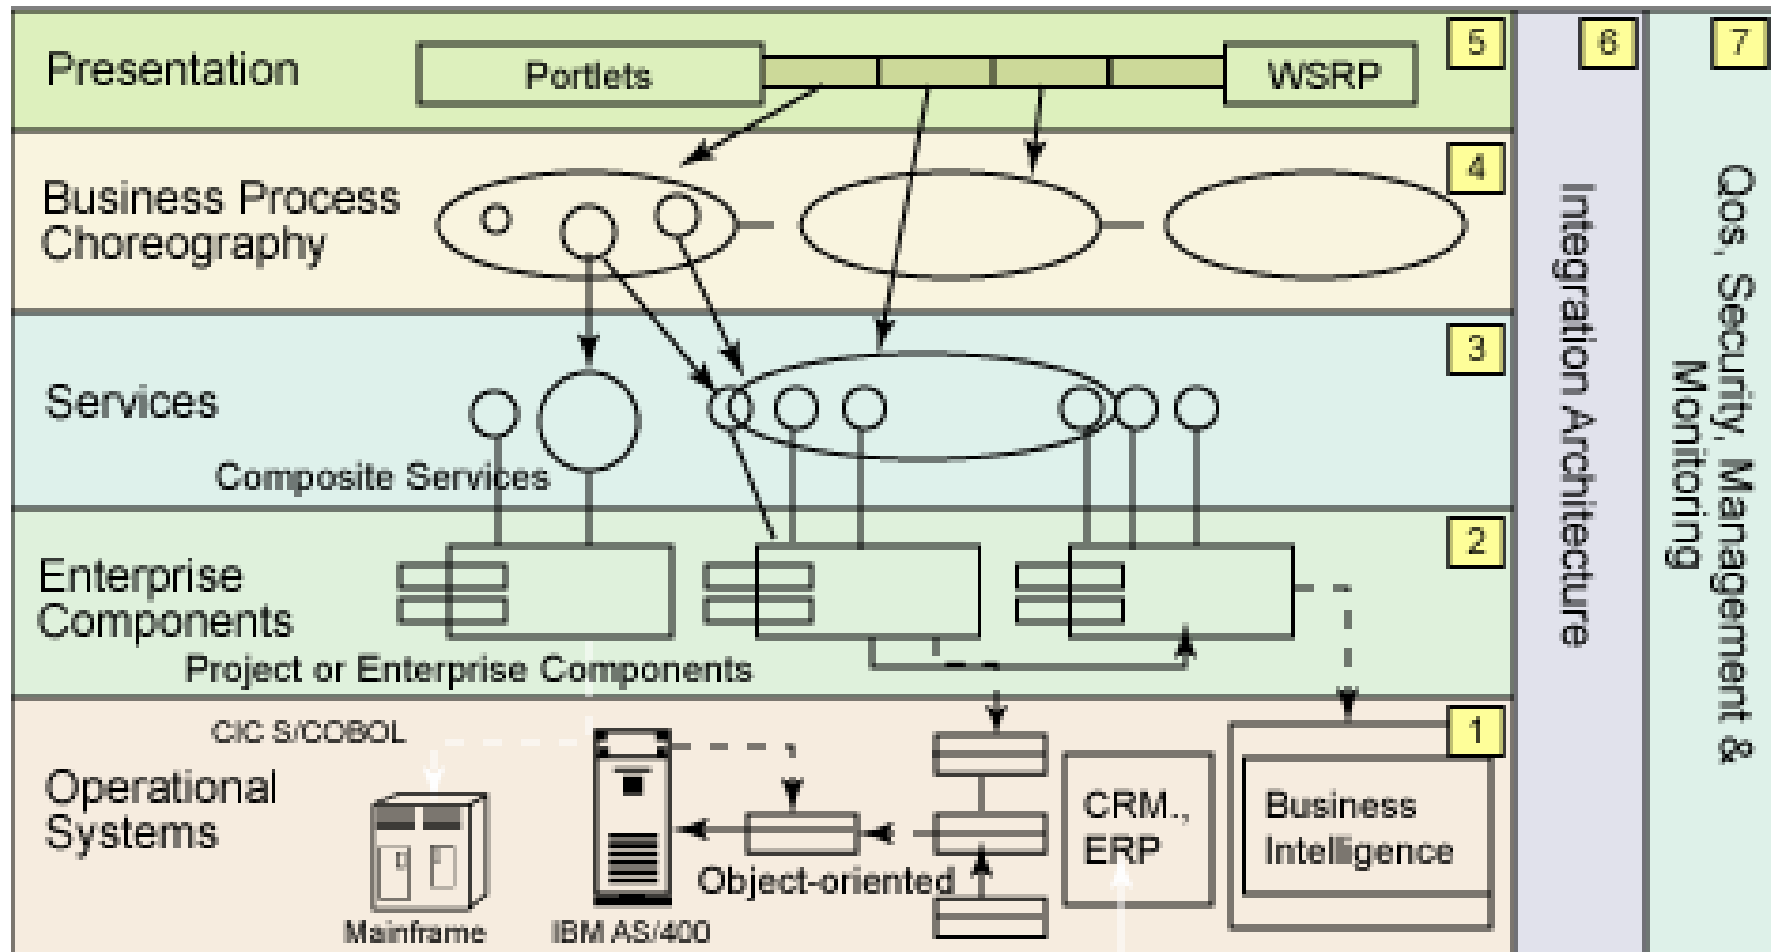 5
6
7
Presentation
Portlets
WSRP
4
Business Process
Choreography
3
Services
Composite Services
2
Enterprise
Components
Project or Enterprise Components
1
CIC S/COBOL
Operational
Systems
CRM.,
ERP
Business
Intelligence
Object-oriented
Mainframe
IBM AS/400
Integration Architecture
Qos, Security, Management &
Monitoring